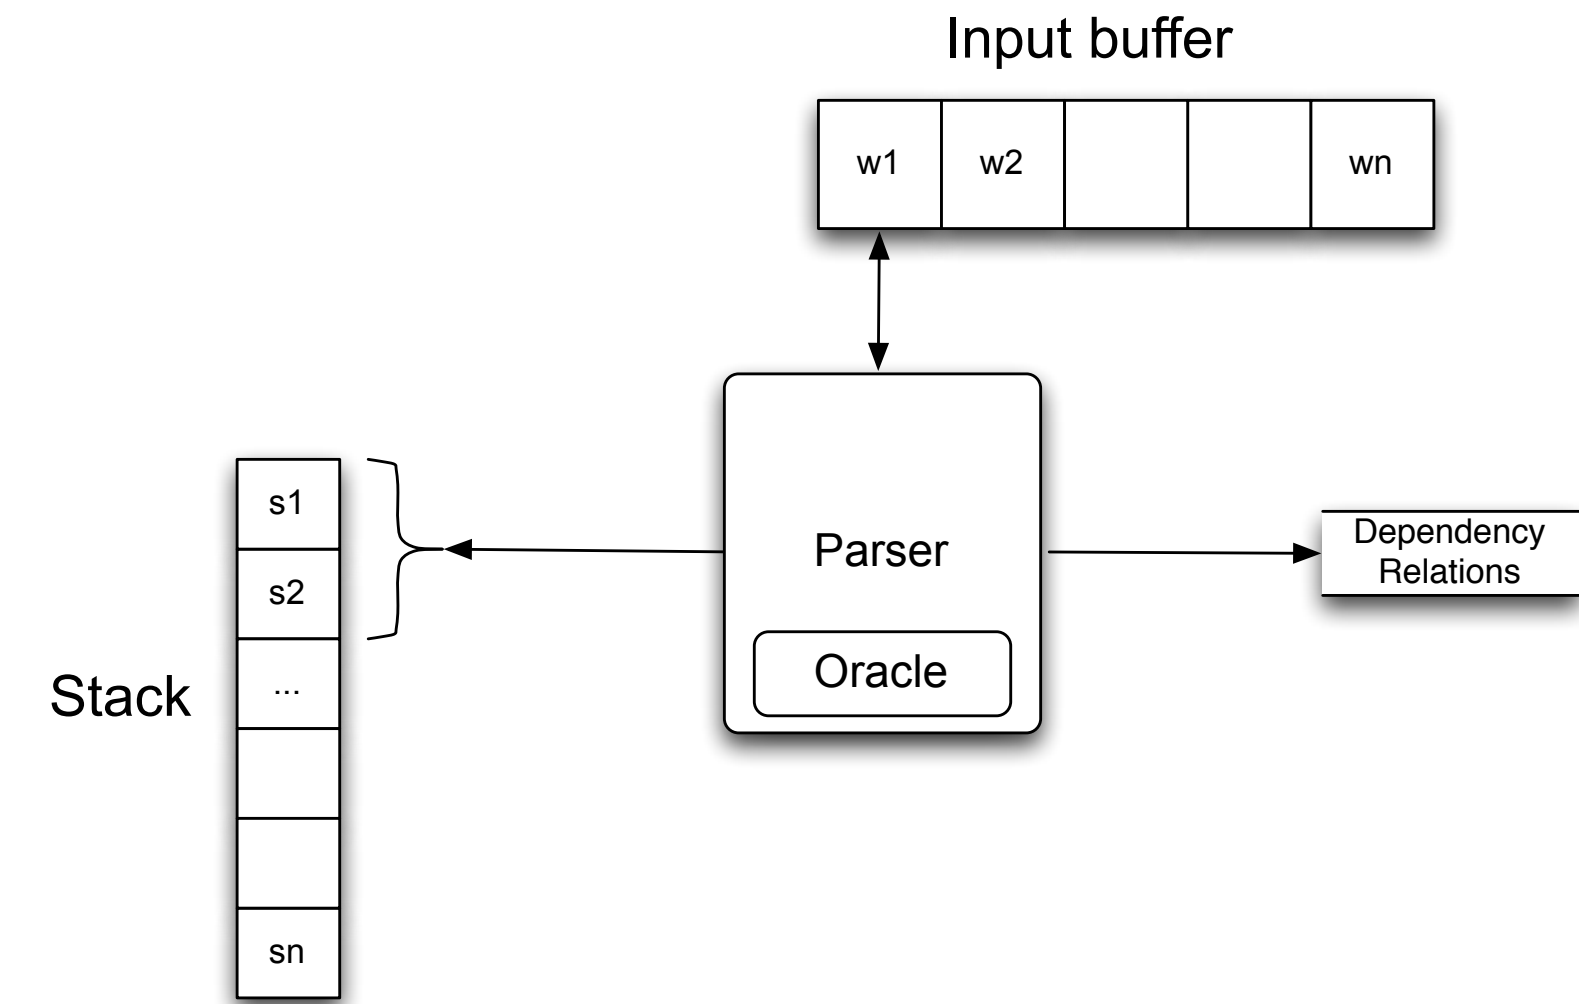 Input buffer
w1 w2 wn
s1
s2
...
sn
Stack
Parser
Oracle
Dependency
Relations